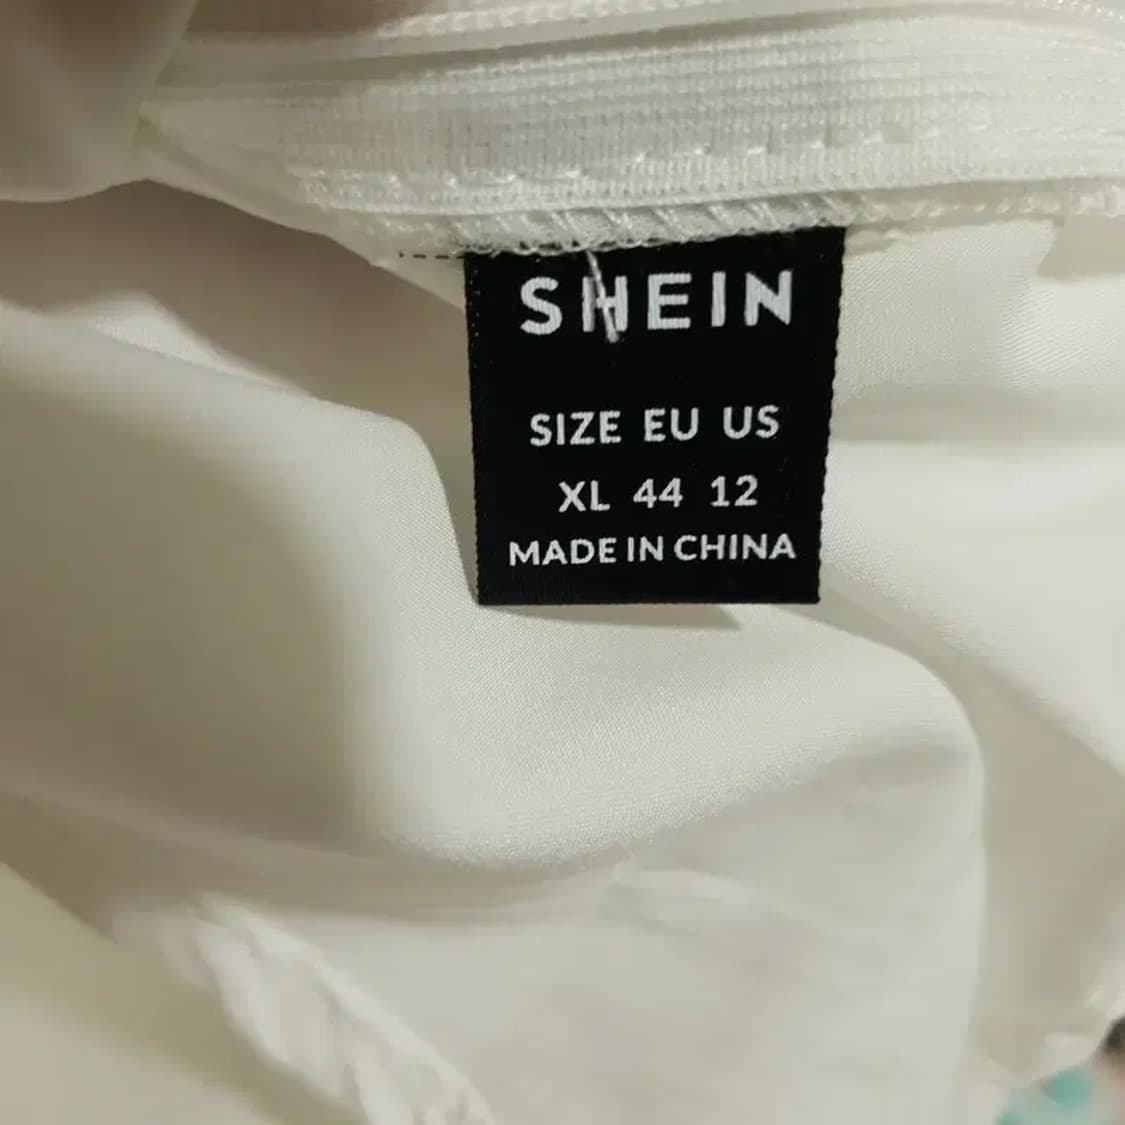 SHEIN
SIZE EU US
XL 44 12
MADE IN CHINA